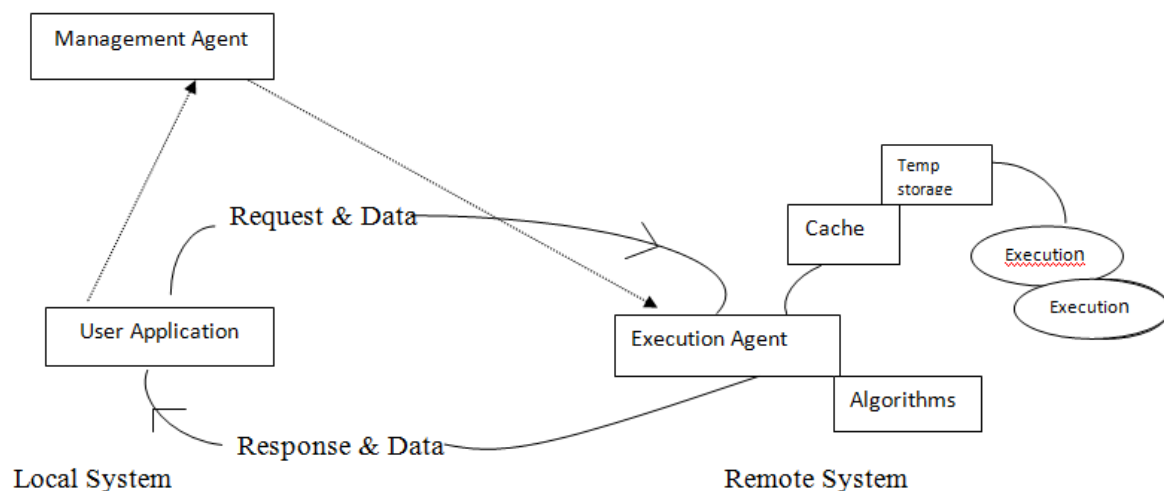 Management Agent
Temp
storage
Request & Data
Cache
Execution
Execution
User Application
Execution Agent
Algorithms
Response & Data
Local System
Remote System